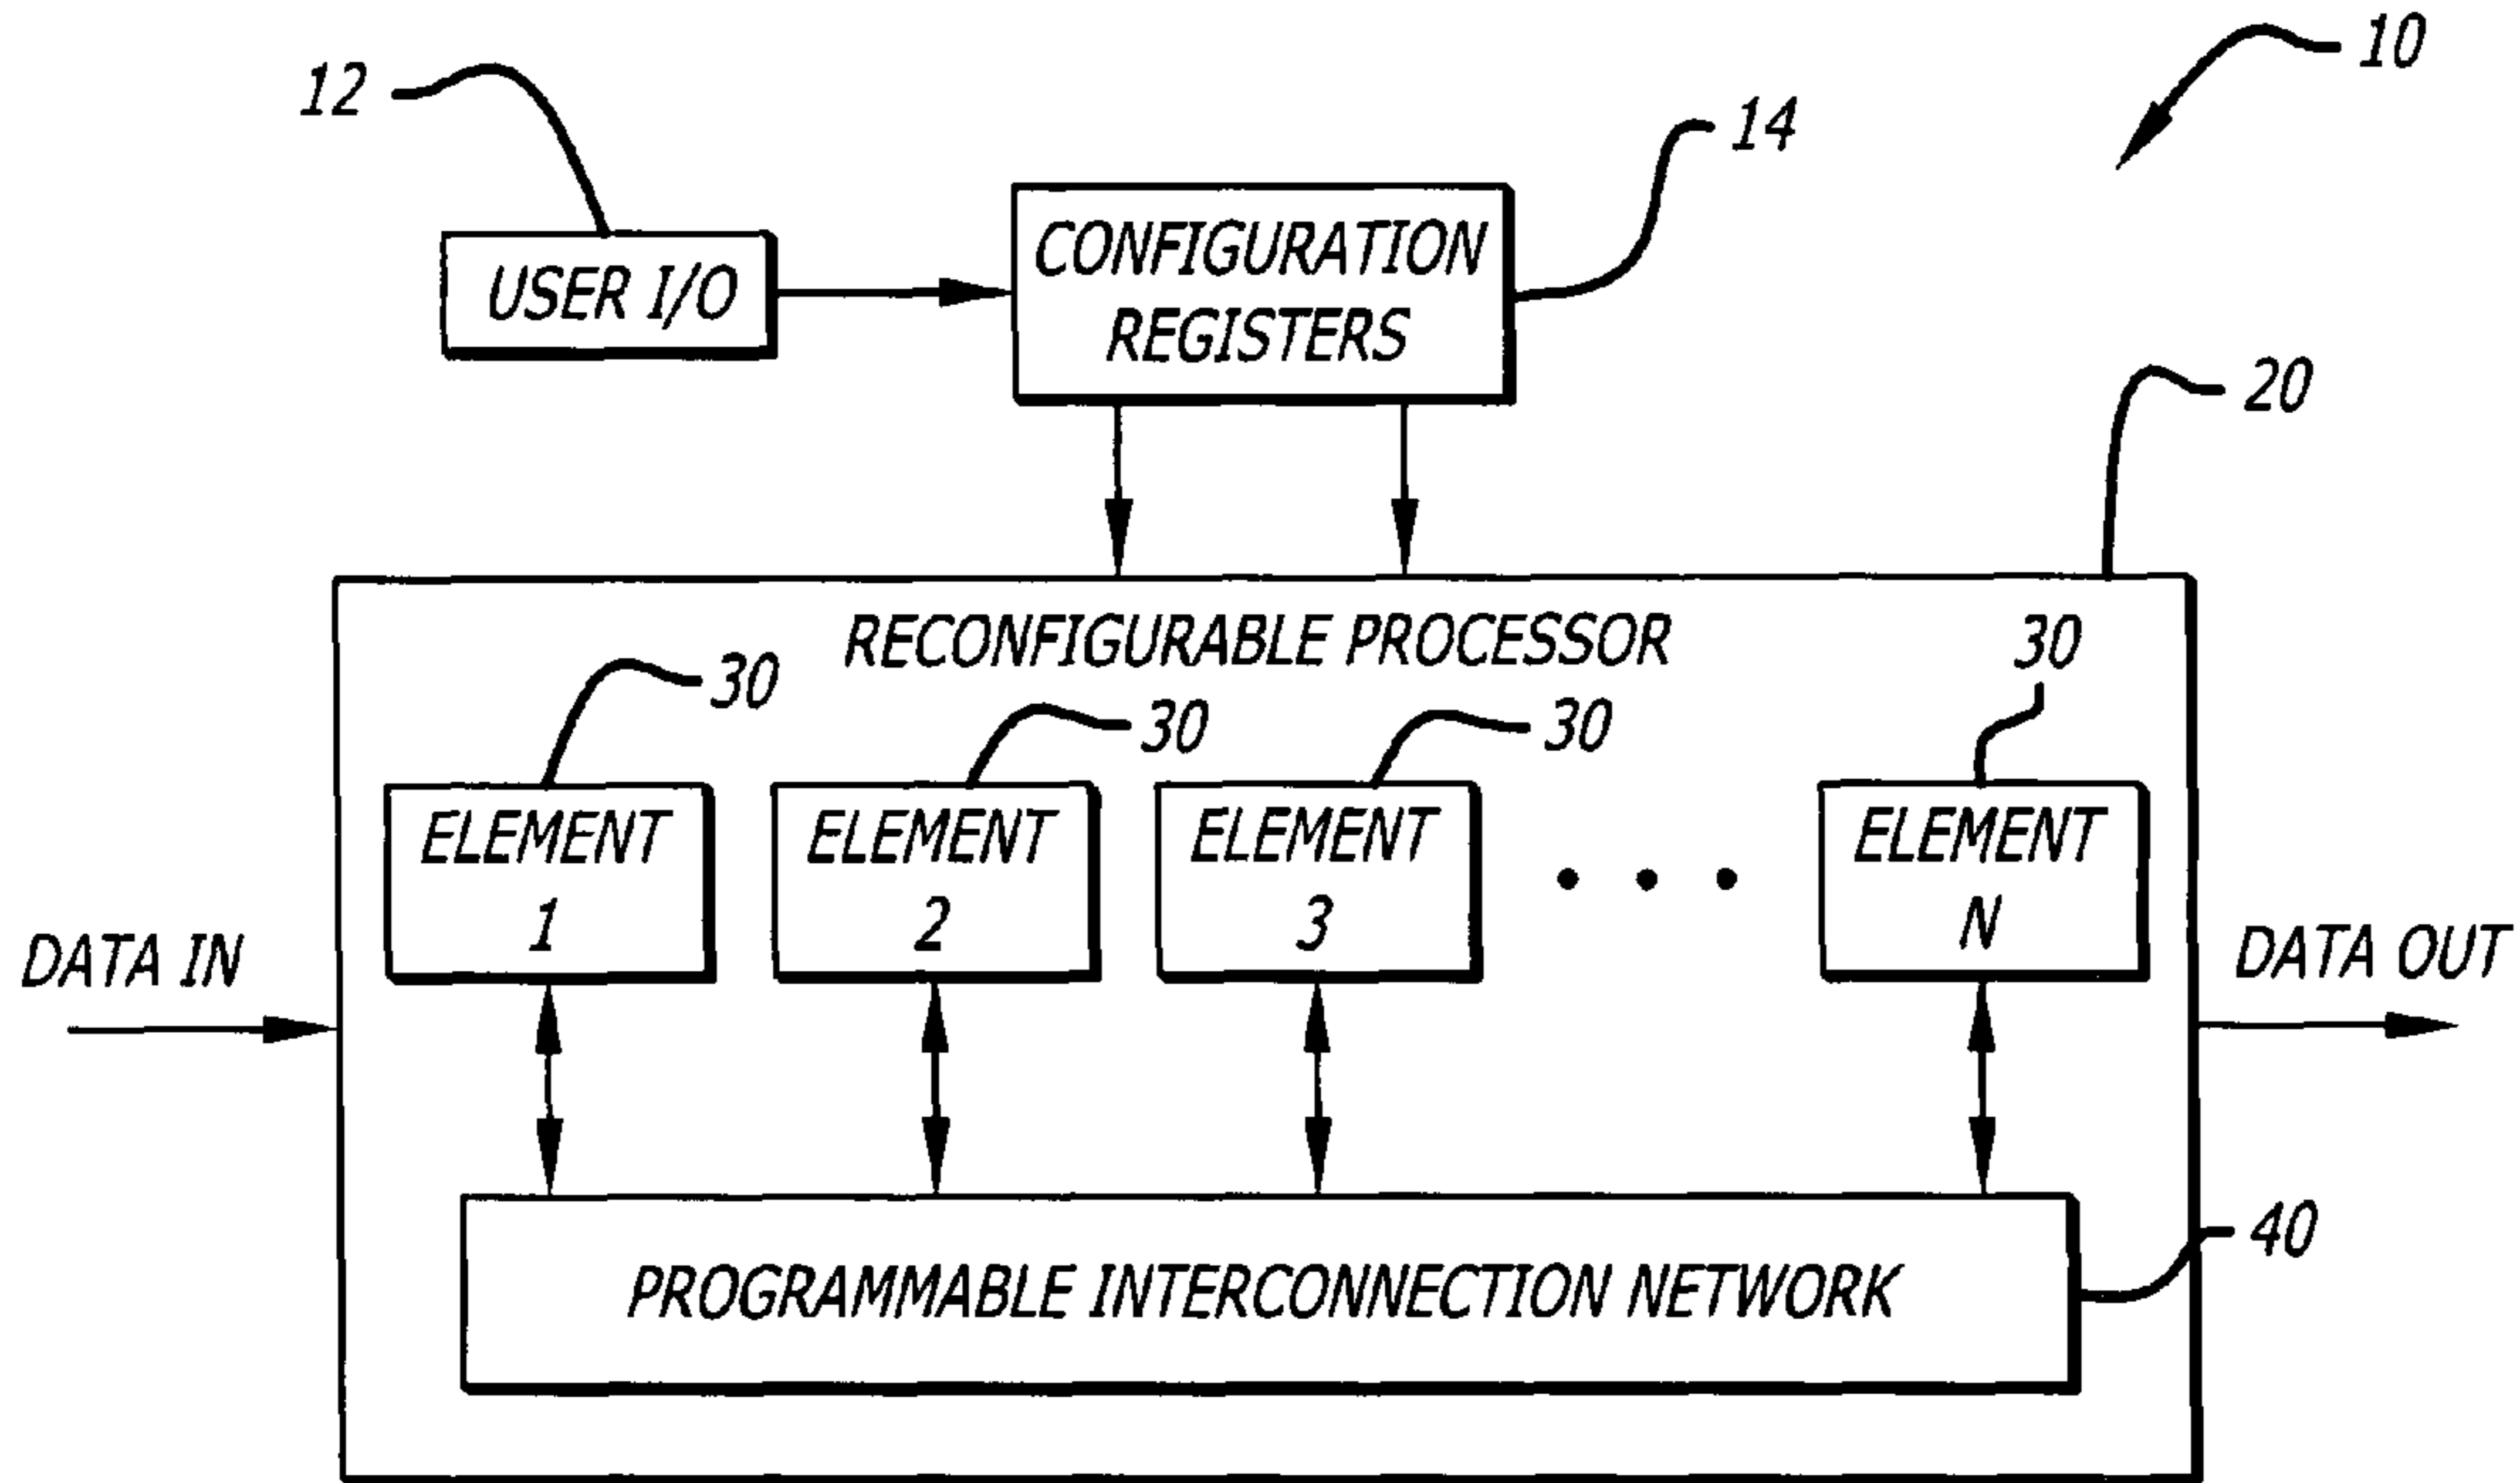 10
12
14
USER I/O
CONFIGURATION
REGISTERS
20
RECONFIGURABLE PROCESSOR
30
30
30
30
ELEMENT
1
ELEMENT
2
ELEMENT
3
• • •
ELEMENT
N
DATA IN
DATA OUT
40
PROGRAMMABLE INTERCONNECTION NETWORK